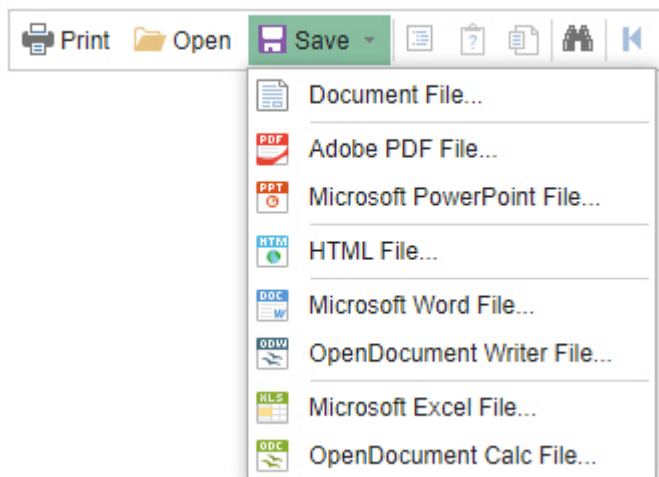 Print Open Save
Document File...
PDF Adobe PDF File...
PPT Microsoft PowerPoint File...
HTM HTML File...
DOC W Microsoft Word File...
ODW OpenDocument Writer File...
XLS Microsoft Excel File...
ODC OpenDocument Calc File...